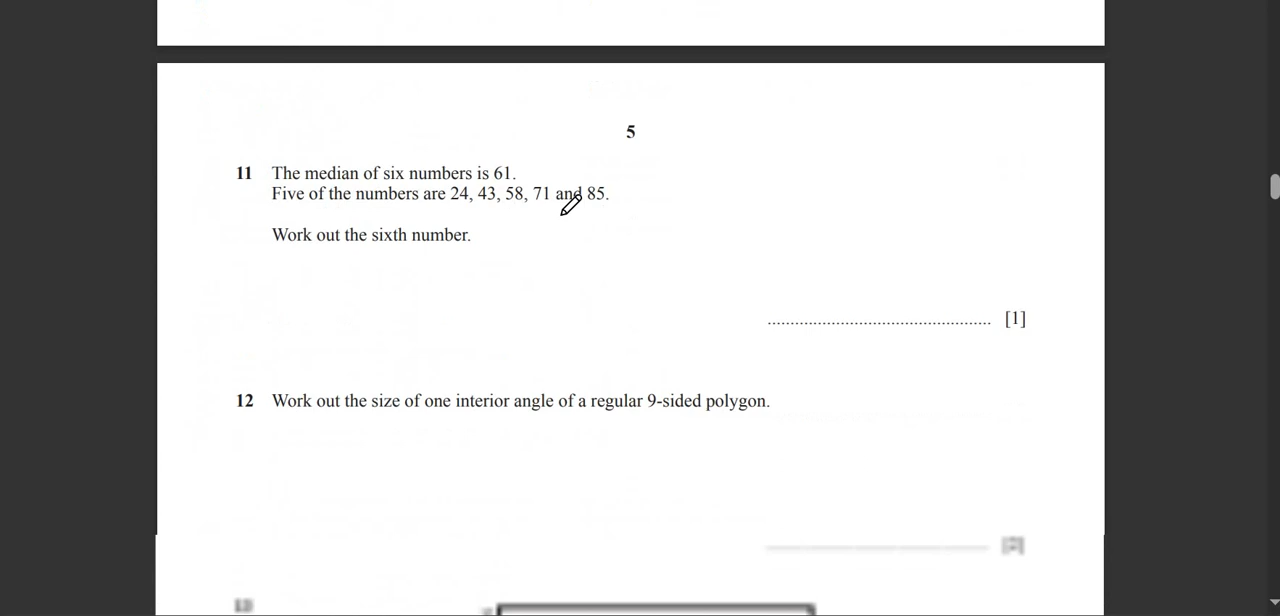 5
11 The median of six numbers is 61.
Five of the numbers are 24, 43, 58, 71 and 85.
Work out the sixth number.
................................................. [1]
12 Work out the size of one interior angle of a regular 9-sided polygon.